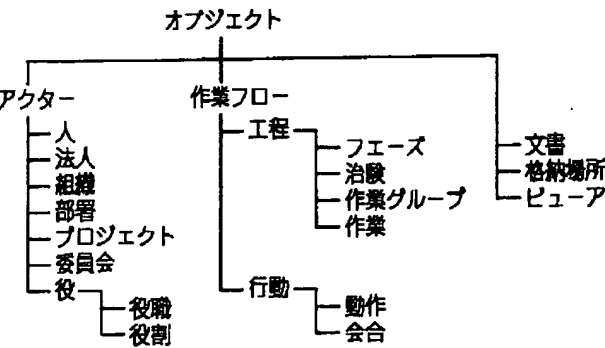 オブジェクト
アクター
人
法人
組織
部署
プロジェクト
委員会
役
役職
役割
作業フロー
工程
フェーズ
治験
作業グループ
作業
行動
動作
会合
文書
格納場所
ビューア